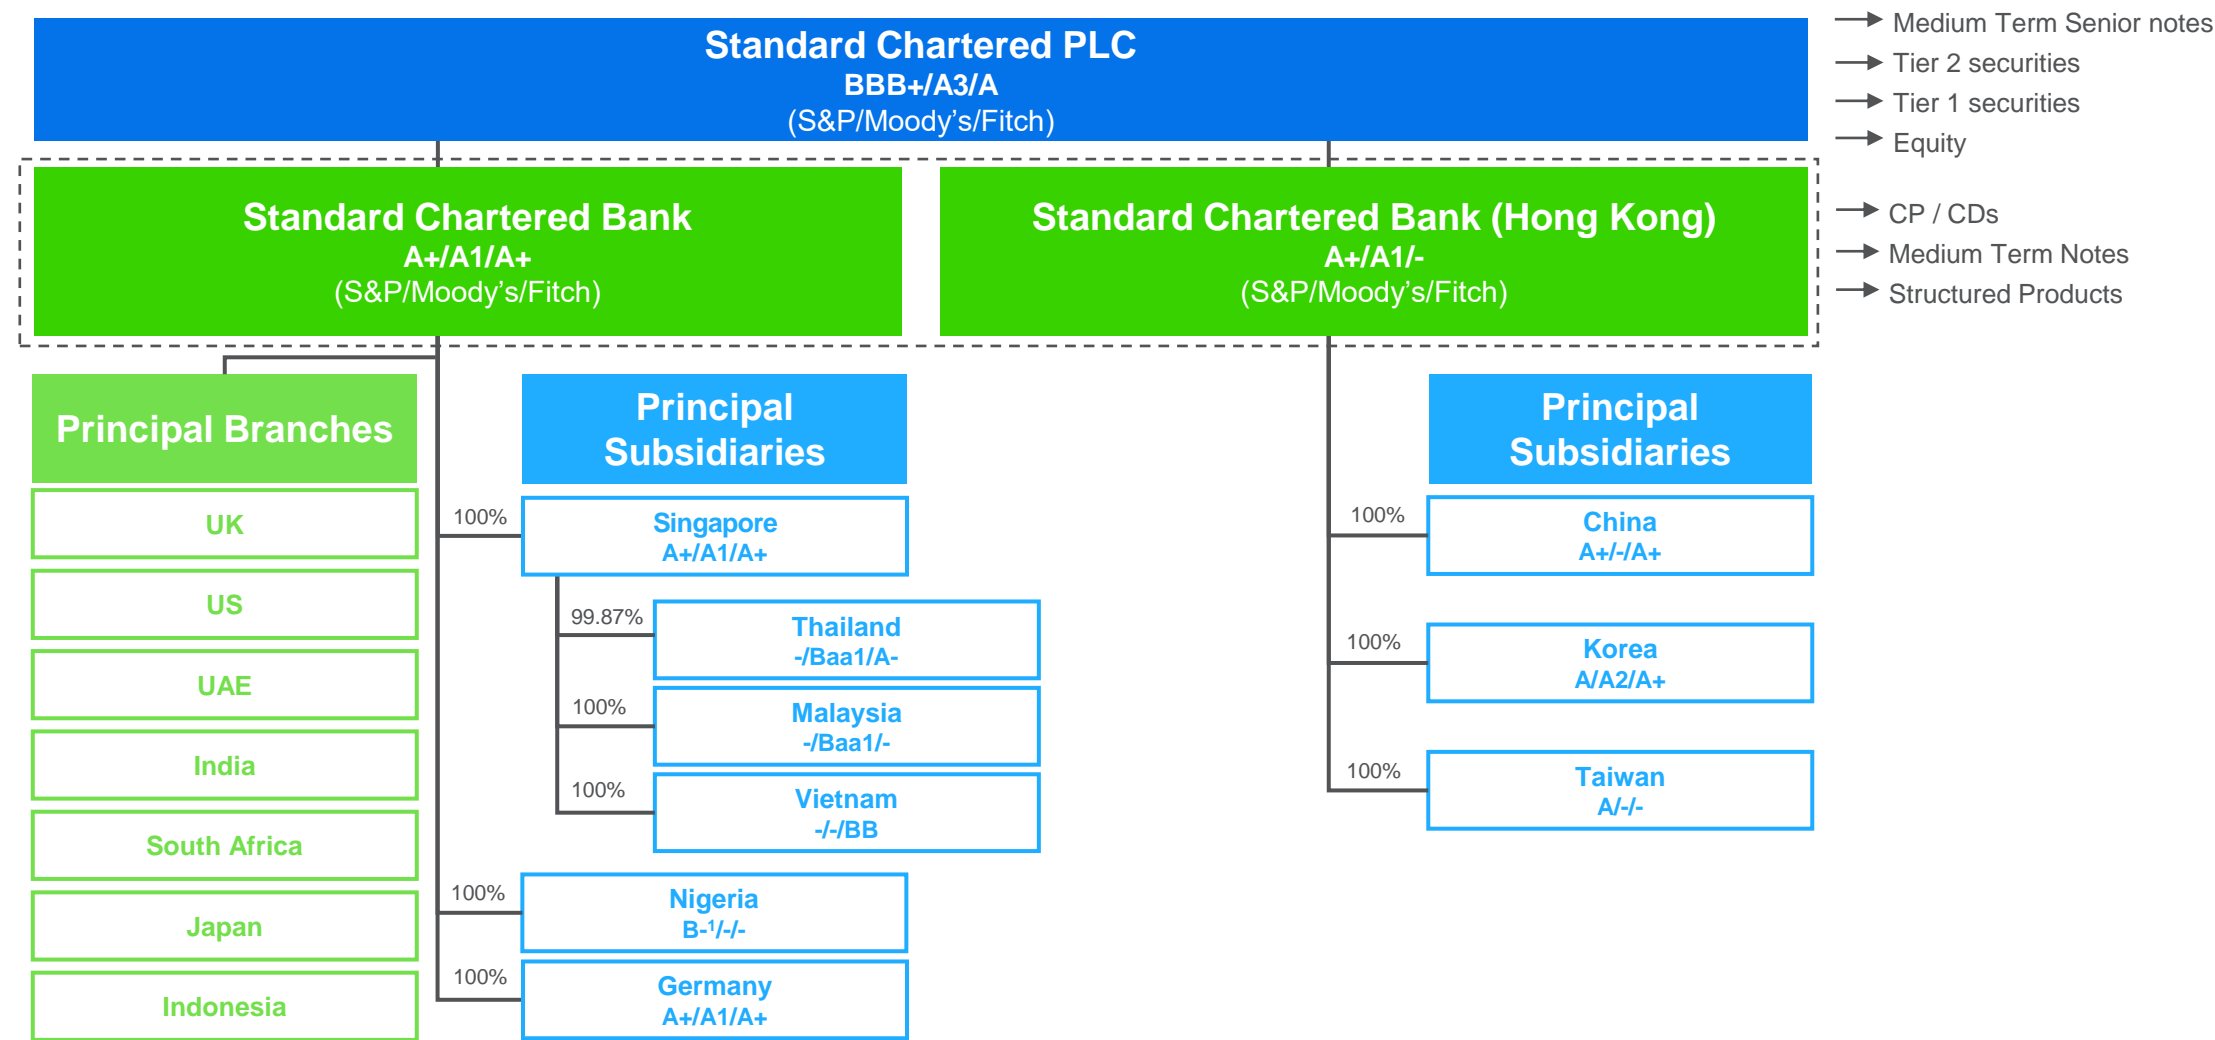 Standard Chartered PLC
BBB+/A3/A
(S&P/Moody's/Fitch)
Medium Term Senior notes
Tier 2 securities
Tier 1 securities
Equity
Standard Chartered Bank
A+/A1/A+
(S&P/Moody's/Fitch)
Standard Chartered Bank (Hong Kong)
A+/A1/-
(S&P/Moody's/Fitch)
CP / CDs
Medium Term Notes
Structured Products
Principal Branches
UK
US
UAE
India
South Africa
Japan
Indonesia
Principal
Subsidiaries
100%
Singapore
A+/A1/A+
99.87%
Thailand
-/Baa1/A-
100%
Malaysia
-/Baa1/-
100%
Vietnam
-/-/BB
100%
Nigeria
B-¹/-/-
100%
Germany
A+/A1/A+
Principal
Subsidiaries
100%
China
A+/-/A+
100%
Korea
A/A2/A+
100%
Taiwan
A/-/-